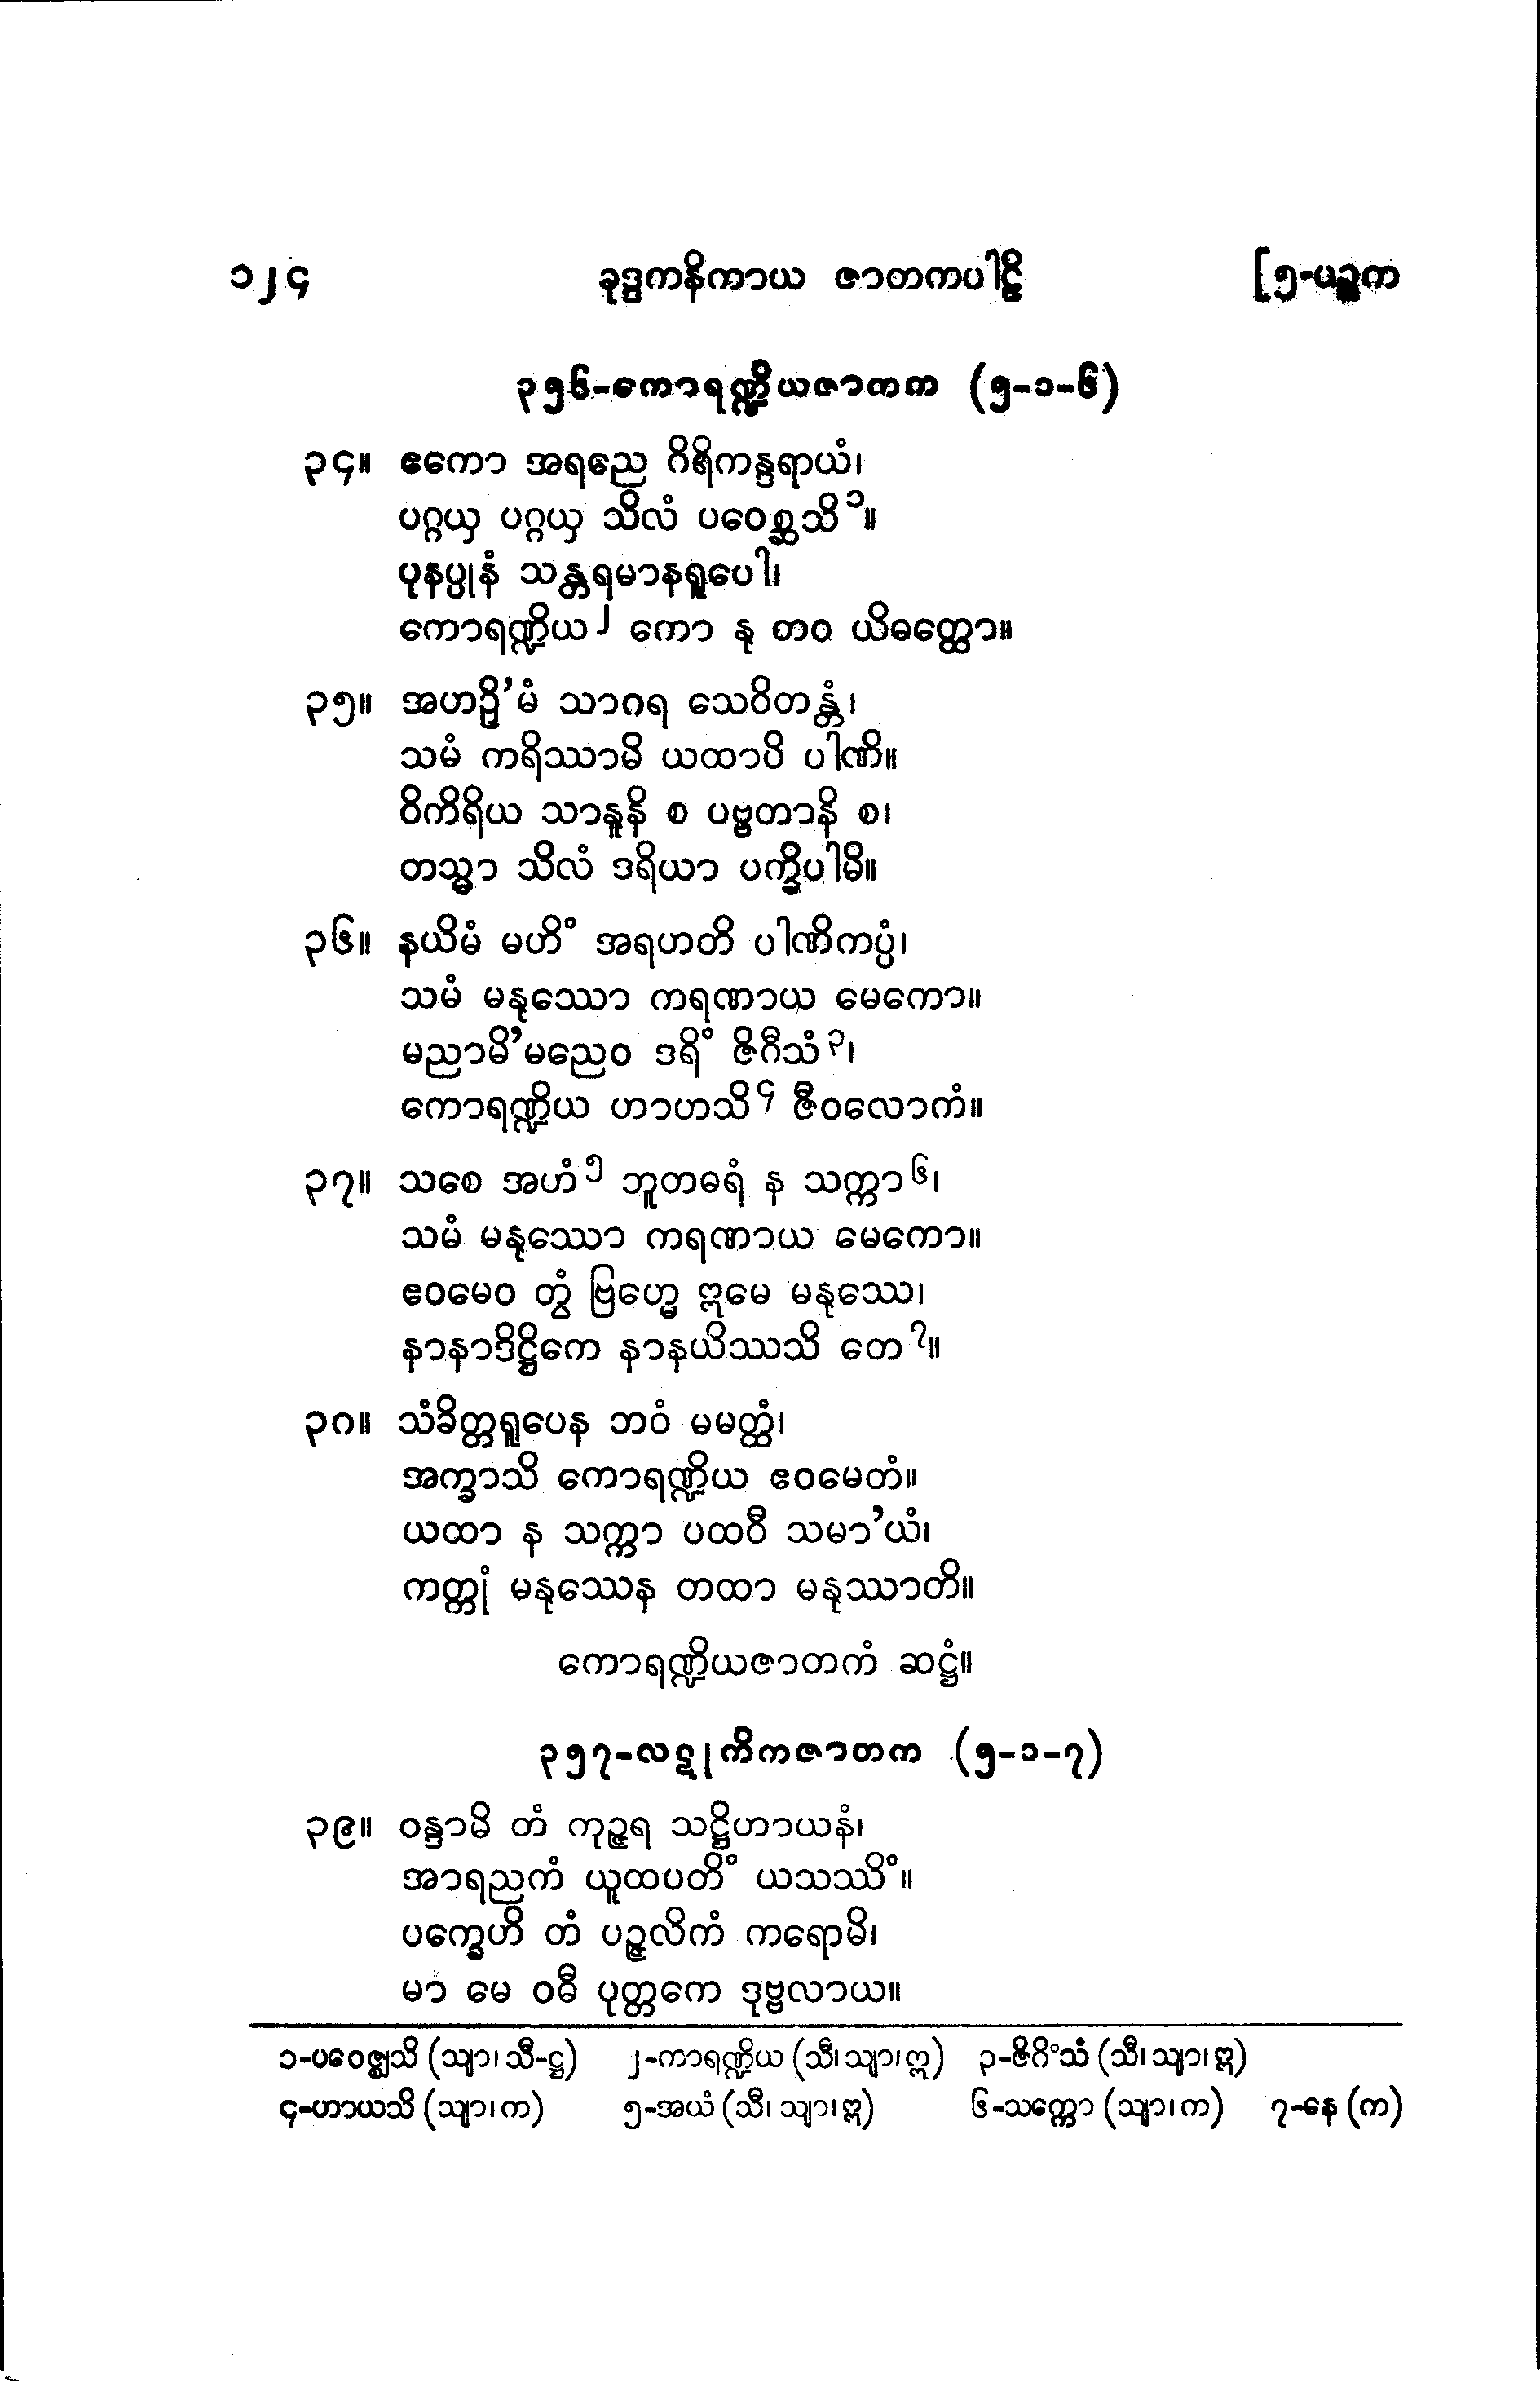 ၁၂၄ ခုဒ္ဒကနိကာယ ဇာတကပါဠိ [၅-ပဉ္စက
၃၅၆-ကောရဏ္ဍိယဇာတက (၅-၁-၆)
၃၄။ ဧကော အရညေ ဂိရိကန္ဒရာယံ၊
ပဂ္ဂယှ ပဂ္ဂယှ သိလံ ပဝေစ္ဆသိ ၁။
ပုနပ္ပုနံ သန္တရမာနရူပေါ၊
ကောရဏ္ဍိယ ၂ ကော နု တဝ ယိဓတ္ထော။
၃၅။ အဟဉှိ’မံ သာဂရ သေဝိတန္တံ၊
သမံ ကရိဿာမိ ယထာပိ ပါဏိ။
ဝိကိရိယ သာနူနိ စ ပဗ္ဗတာနိ စ၊
တသ္မာ သိလံ ဒရိယာ ပက္ခိပါမိ။
၃၆။ နယိမံ မဟိံ အရဟတိ ပါဏိကပ္ပံ၊
သမံ မနုဿော ကရဏာယ မေကော။
မညာမိ’မညေဝ ဒရိံ ဇိဂီသံ ၃၊
ကောရဏ္ဍိယ ဟာဟသိ ၄ ဇီဝလောကံ။
၃၇။ သစေ အဟံ ၅ ဘူတဓရံ န သက္ကာ ၆၊
သမံ မနုဿော ကရဏာယ မေကော။
ဧဝမေဝ တွံ ဗြဟ္မေ ဣမေ မနုဿေ၊
နာနာဒိဋ္ဌိကေ နာနယိဿသိ တေ ၇။
၃၈။ သံခိတ္တရူပေန ဘဝံ မမတ္ထံ၊
အက္ခာသိ ကောရဏ္ဍိယ ဧဝမေတံ။
ယထာ န သက္ကာ ပထဝီ သမာ’ယံ၊
ကတ္တုံ မနုဿေန တထာ မနုဿာတိ။
ကောရဏ္ဍိယဇာတကံ ဆဋ္ဌံ။
၃၅၇-လဋုကိကဇာတက (၅-၁-၇)
၃၉။ ဝန္ဒာမိ တံ ကုဉ္ဇရ သဋ္ဌိဟာယနံ၊
အာရညကံ ယူထပတိံ ယသဿိံ။
ပက္ခေဟိ တံ ပဉ္ဇလိကံ ကရောမိ၊
မာ မေ ဝဓီ ပုတ္တကေ ဒုဗ္ဗလာယ။
၁-ပဝေဇ္ဈသိ (သျာ၊ သီ-ဋ္ဌ) ၂-ကာရဏ္ဍိယ (သီ၊ သျာ၊ ဣ) ၃-ဇိဂိံသံ (သီ၊ သျာ၊ ဣ)
၄-ဟာယသိ (သျာ၊ က) ၅-အယံ (သီ၊ သျာ၊ ဣ) ၆-သက္ကော (သျာ၊ က) ၇-နေ (က)